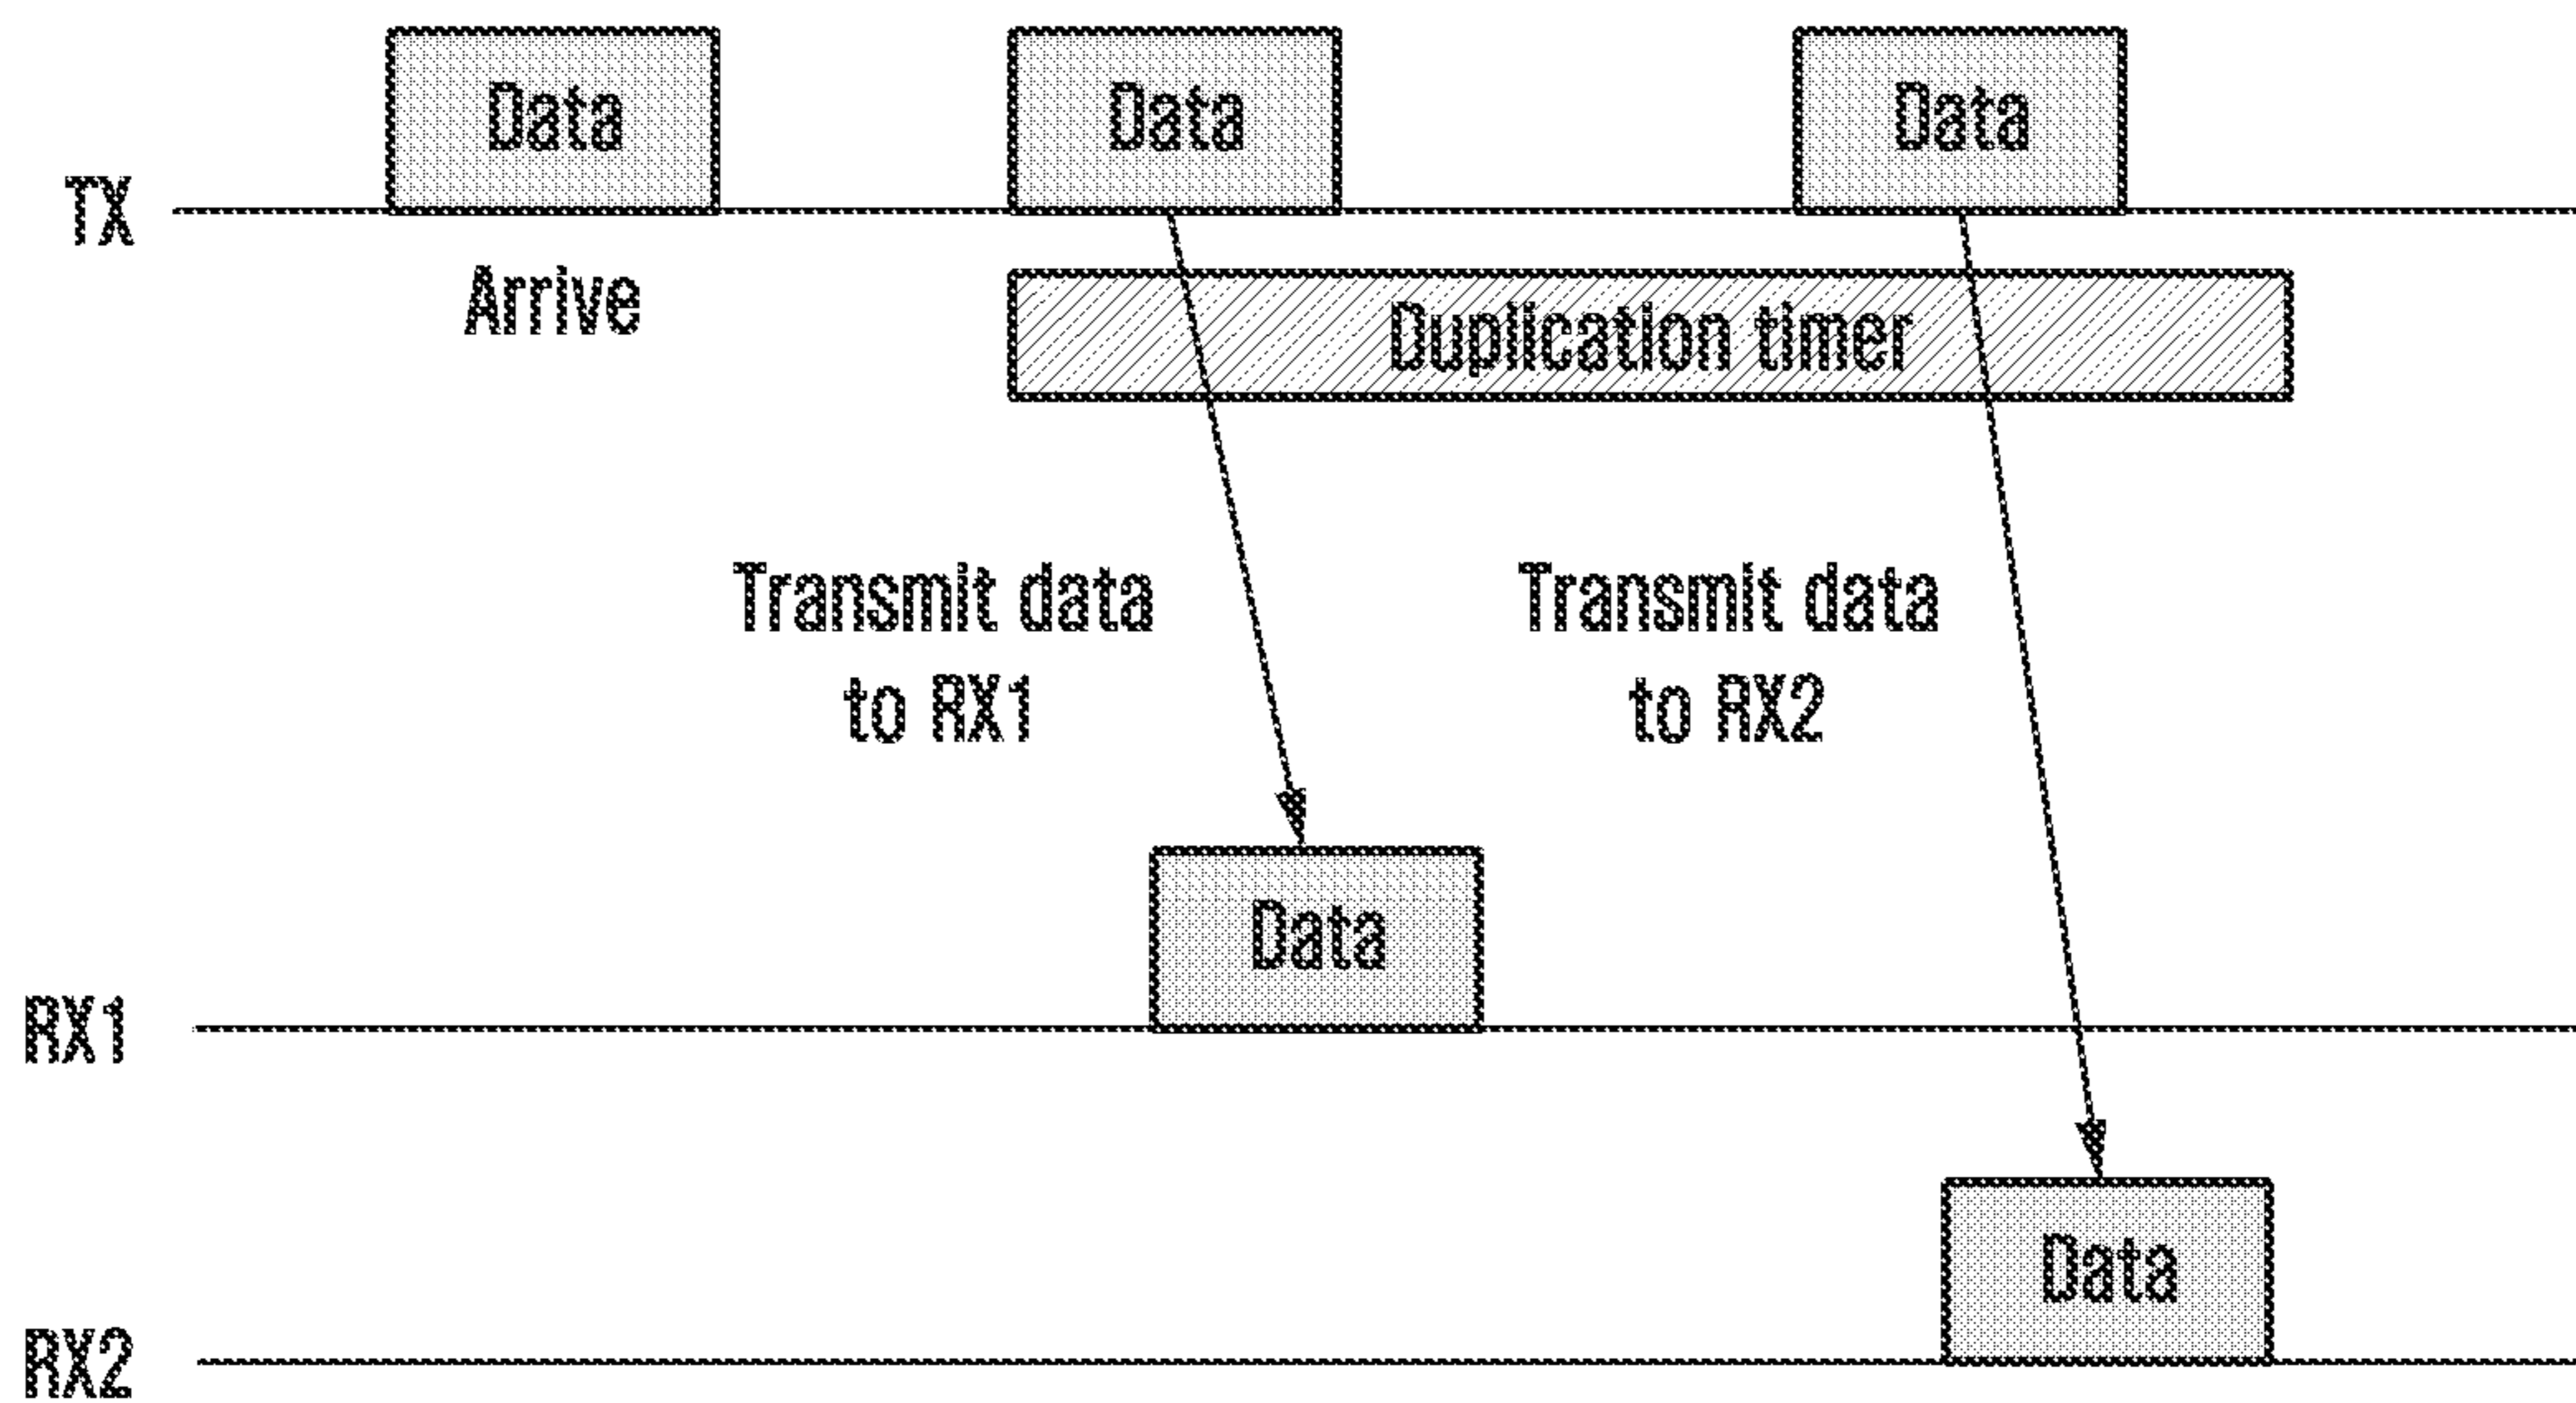 Data
Data
Data
TX
Arrive
Duplication timer
Transmit data
to RX1
Transmit data
to RX2
Data
RX1
Data
RX2